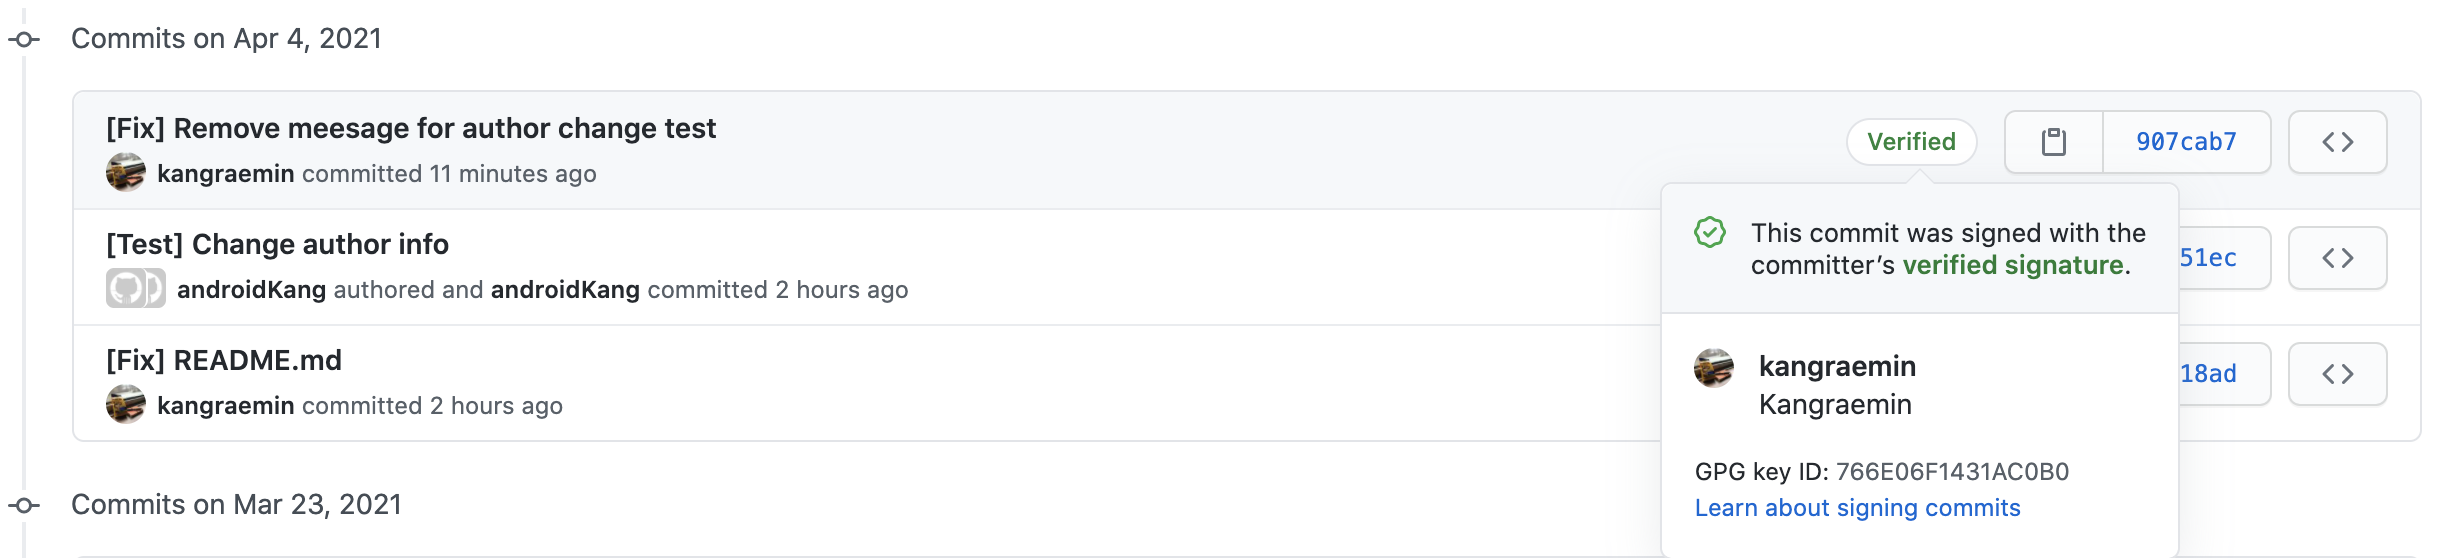 Commits on Apr 4, 2021
[Fix] Remove meesage for author change test
kangraemin committed 11 minutes ago
Verified
907cab7
This commit was signed with the
committer’s verified signature.
kangraemin
Kangraemin
GPG key ID: 766E06F1431AC0B0
Learn about signing commits
[Test] Change author info
androidKang authored and androidKang committed 2 hours ago
51ec
[Fix] README.md
kangraemin committed 2 hours ago
18ad
Commits on Mar 23, 2021